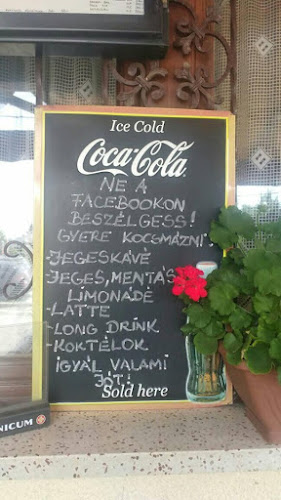 Ice Cold
Coca-Cola
NE A
FACEBOOKON
BESZÉLGESS!
GYERE KOCSMÁZNI!
-JEGESKÁVÉ
-JEGES,MENTÁS
LIMONÁDÉ
-LATTE
-LONG DRINK
-KOKTÉLOK
IGYÁL VALAMI
JÓT!
Sold here
NICUM